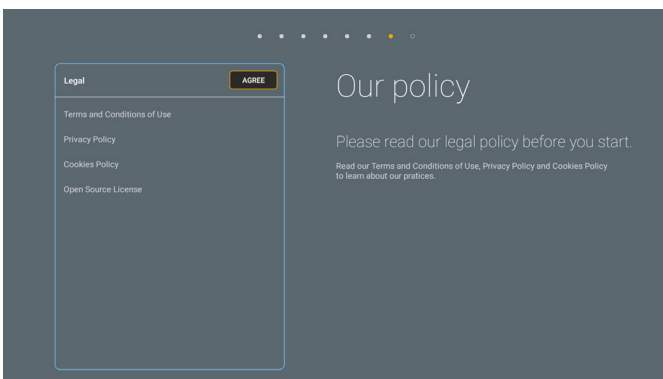 Legal
AGREE
Terms and Conditions of Use
Privacy Policy
Cookies Policy
Open Source License
Our policy
Please read our legal policy before you start.
Read our Terms and Conditions of Use, Privacy Policy and Cookies Policy
to learn about our pratices.